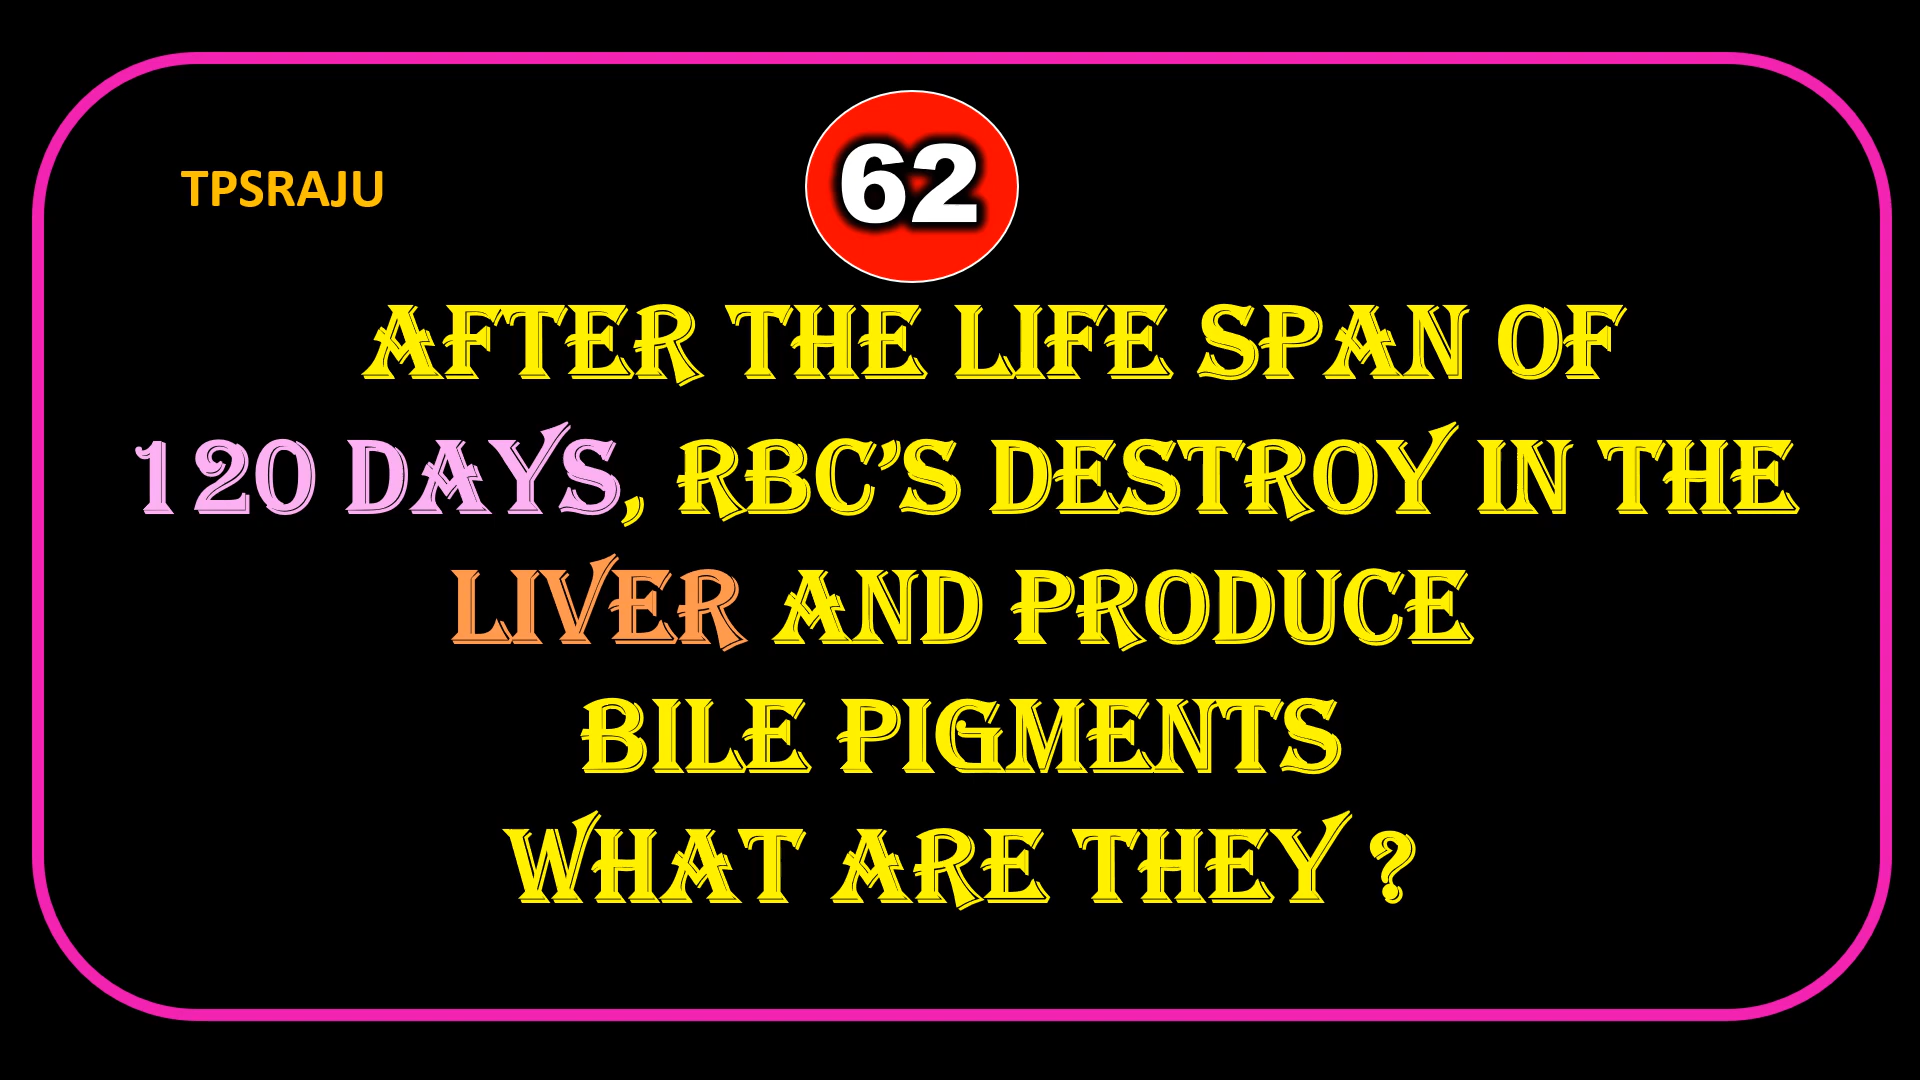 TPSRAJU
62
AFTER THE LIFE SPAN OF
120 DAYS, RBC’S DESTROY IN THE
LIVER AND PRODUCE
BILE PIGMENTS
WHAT ARE THEY ?